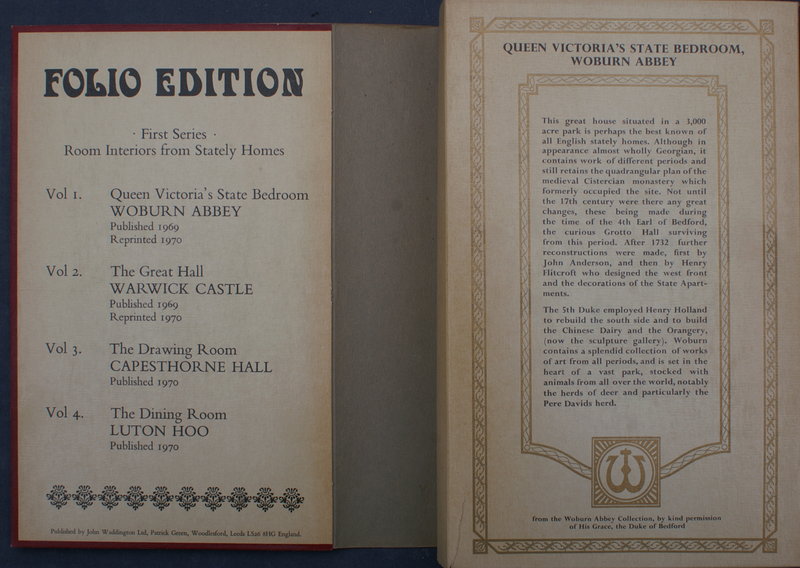 FOLIO EDITION
· First Series ·
Room Interiors from Stately Homes
Vol 1. Queen Victoria's State Bedroom
WOBURN ABBEY
Published 1969
Reprinted 1970
Vol 2. The Great Hall
WARWICK CASTLE
Published 1969
Reprinted 1970
Vol 3. The Drawing Room
CAPESTHORNE HALL
Published 1970
Vol 4. The Dining Room
LUTON HOO
Published 1970
Published by John Waddington Ltd, Patrick Green, Woodlesford, Leeds LS26 8HG England.
QUEEN VICTORIA'S STATE BEDROOM,
WOBURN ABBEY
This great house situated in a 3,000
acre park is perhaps the best known of
all English stately homes. Although in
appearance almost wholly Georgian, it
contains work of different periods and
still retains the quadrangular plan of the
medieval Cistercian monastery which
formerly occupied the site. Not until
the 17th century were there any great
changes, these being made during
the time of the 4th Earl of Bedford,
the curious Grotto Hall surviving
from this period. After 1732 further
reconstructions were made, first by
John Anderson, and then by Henry
Hitcroft who designed the west front
and the decorations of the State Apart-
ments.
The 5th Duke employed Henry Holland
to rebuild the south side and to build
the Chinese Dairy and the Orangery,
(now the sculpture gallery). Woburn
contains a splendid collection of works
of art from all periods, and is set in the
heart of a vast park, stocked with
animals from all over the world, notably
the herds of deer and particularly the
Pere Davids herd.
W
from the Woburn Abbey Collection, by kind permission
of His Grace, the Duke of Bedford